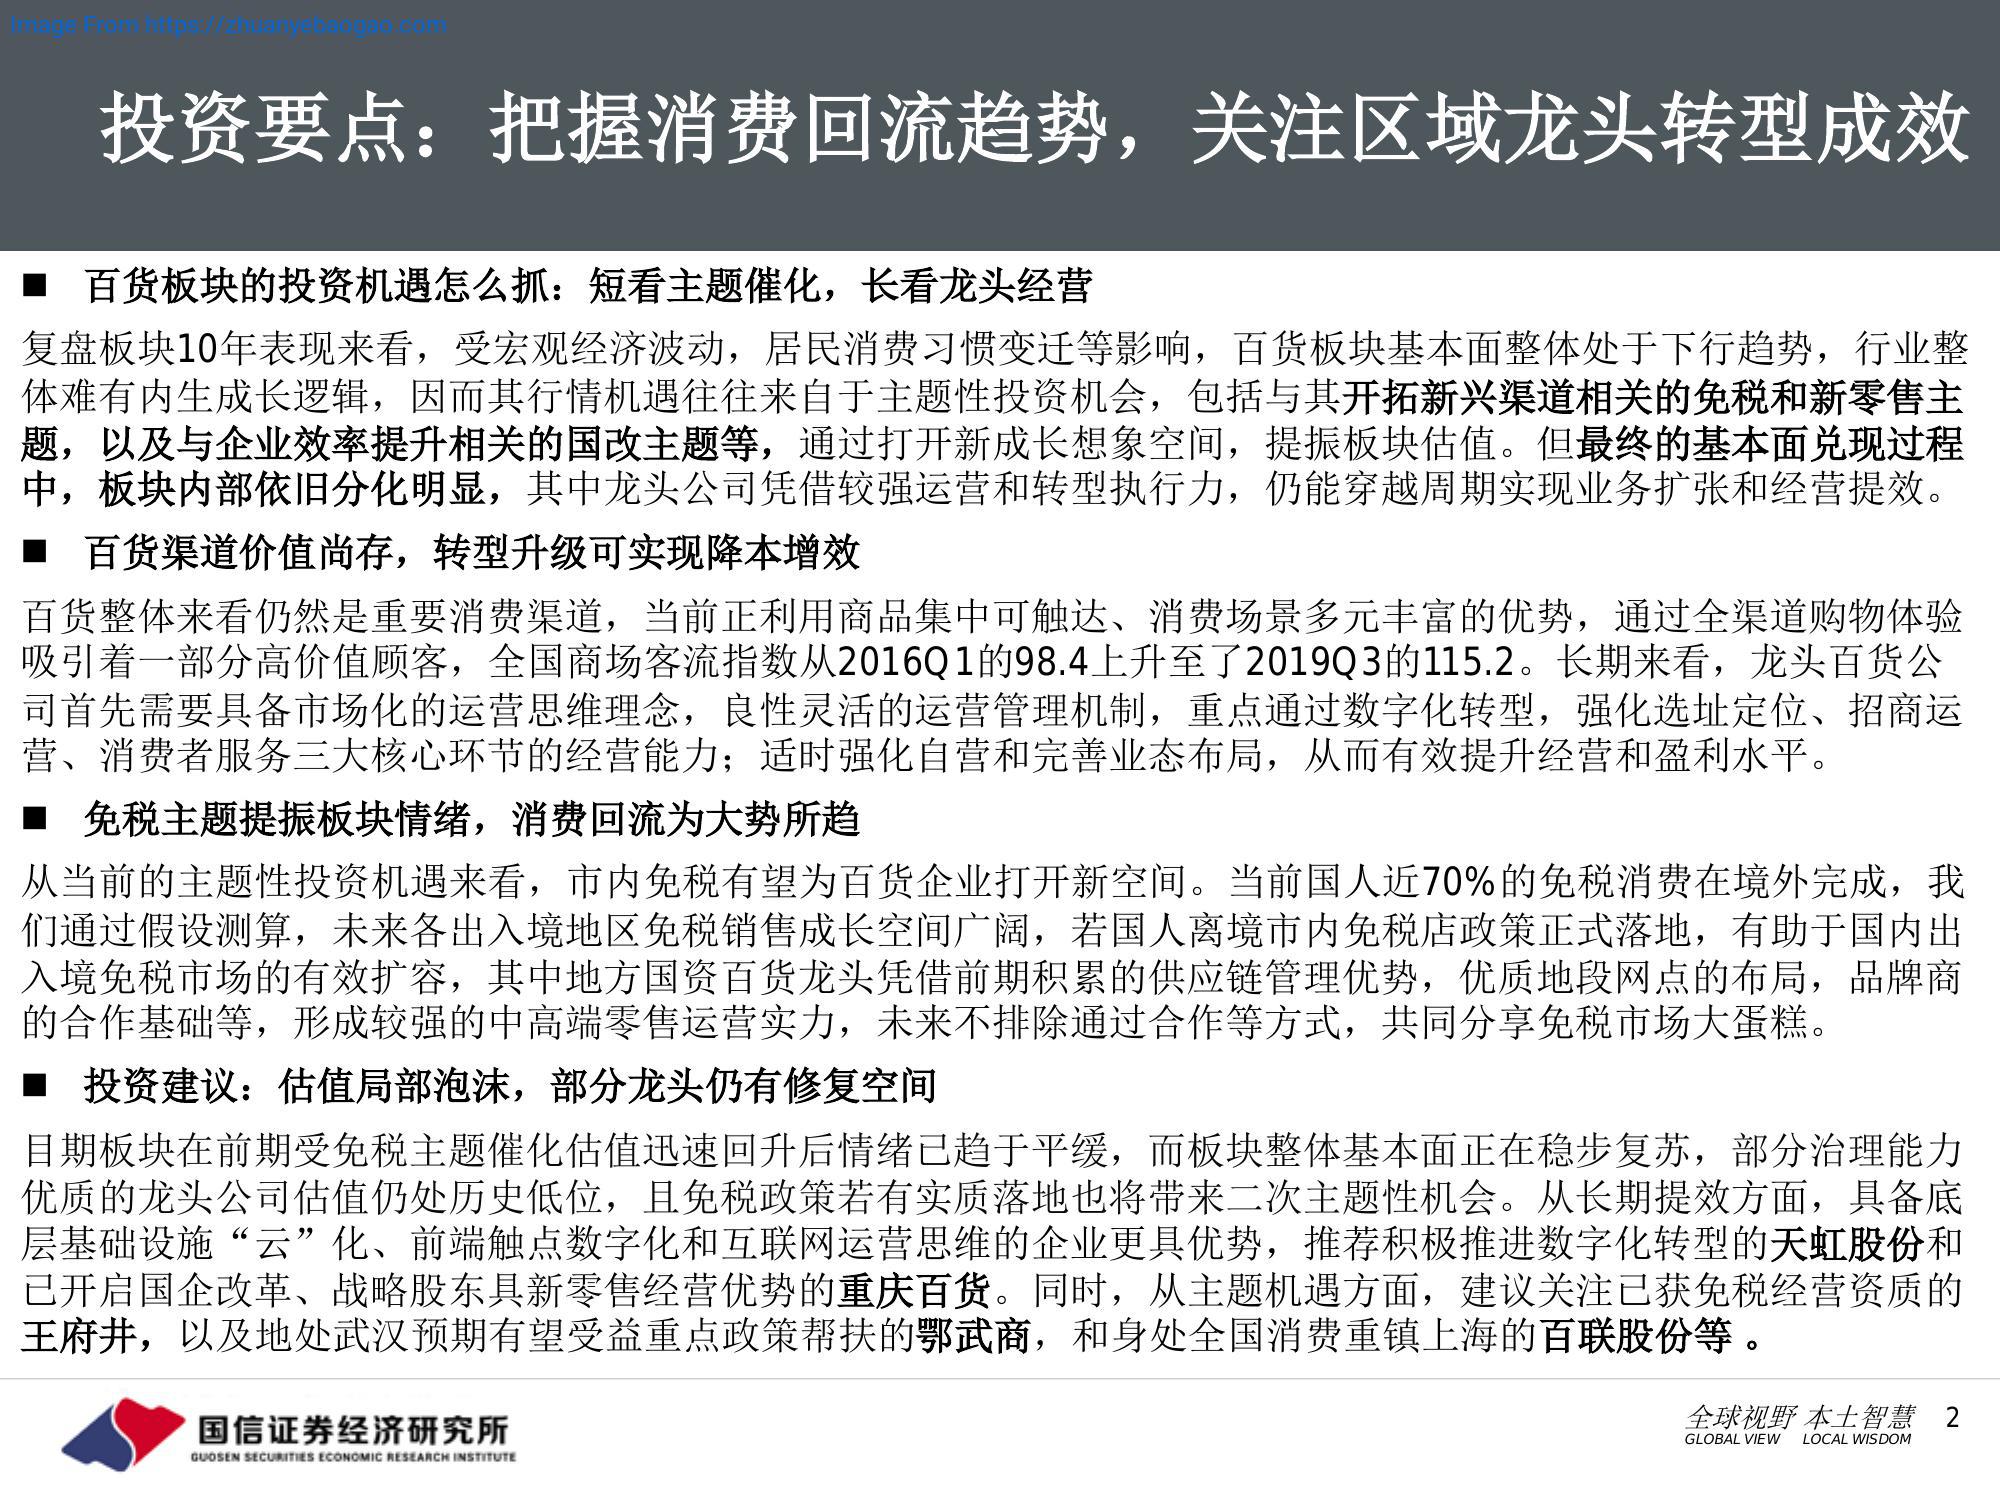 Image From https://zhuanyebaogao.com
投资要点：把握消费回流趋势，关注区域龙头转型成效
■ 百货板块的投资机遇怎么抓：短看主题催化，长看龙头经营
复盘板块10年表现来看，受宏观经济波动，居民消费习惯变迁等影响，百货板块基本面整体处于下行趋势，行业整
体难有内生成长逻辑，因而其行情机遇往往来自于主题性投资机会，包括与其开拓新兴渠道相关的免税和新零售主
题，以及与企业效率提升相关的国改主题等，通过打开新成长想象空间，提振板块估值。但最终的基本面兑现过程
中，板块内部依旧分化明显，其中龙头公司凭借较强运营和转型执行力，仍能穿越周期实现业务扩张和经营提效。
■ 百货渠道价值尚存，转型升级可实现降本增效
百货整体来看仍然是重要消费渠道，当前正利用商品集中可触达、消费场景多元丰富的优势，通过全渠道购物体验
吸引着一部分高价值顾客，全国商场客流指数从2016Q1的98.4上升至了2019Q3的115.2。长期来看，龙头百货公
司首先需要具备市场化的运营思维理念，良性灵活的运营管理机制，重点通过数字化转型，强化选址定位、招商运
营、消费者服务三大核心环节的经营能力；适时强化自营和完善业态布局，从而有效提升经营和盈利水平。
■ 免税主题提振板块情绪，消费回流为大势所趋
从当前的主题性投资机遇来看，市内免税有望为百货企业打开新空间。当前国人近70%的免税消费在境外完成，我
们通过假设测算，未来各出入境地区免税销售成长空间广阔，若国人离境市内免税店政策正式落地，有助于国内出
入境免税市场的有效扩容，其中地方国资百货龙头凭借前期积累的供应链管理优势，优质地段网点的布局，品牌商
的合作基础等，形成较强的中高端零售运营实力，未来不排除通过合作等方式，共同分享免税市场大蛋糕。
■ 投资建议：估值局部泡沫，部分龙头仍有修复空间
目期板块在前期受免税主题催化估值迅速回升后情绪已趋于平缓，而板块整体基本面正在稳步复苏，部分治理能力
优质的龙头公司估值仍处历史低位，且免税政策若有实质落地也将带来二次主题性机会。从长期提效方面，具备底
层基础设施“云”化、前端触点数字化和互联网运营思维的企业更具优势，推荐积极推进数字化转型的天虹股份和
已开启国企改革、战略股东具新零售经营优势的重庆百货。同时，从主题机遇方面，建议关注已获免税经营资质的
王府井，以及地处武汉预期有望受益重点政策帮扶的鄂武商，和身处全国消费重镇上海的百联股份等 。
国信证券经济研究所
GUOSEN SECURITIES ECONOMIC RESEARCH INSTITUTE
全球视野 本土智慧 2
GLOBAL VIEW LOCAL WISDOM